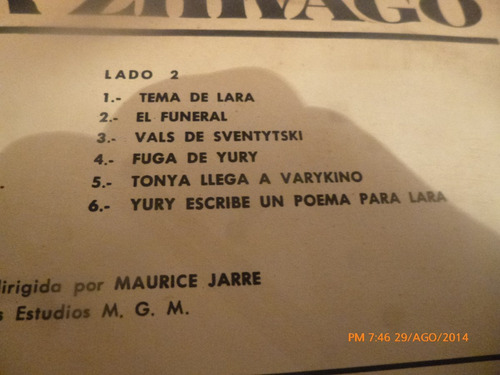 ZHIVAGO
LADO 2
1.- TEMA DE LARA
2.- EL FUNERAL
3.- VALS DE SVENTYTSKI
4.- FUGA DE YURY
5.- TONYA LLEGA A VARYKINO
6.- YURY ESCRIBE UN POEMA PARA LARA
dirigida por MAURICE JARRE
s Estudios M. G. M.
PM 7:46 29/AGO/2014